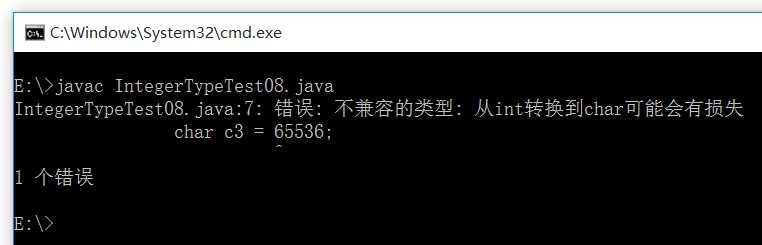 C:\Windows\System32\cmd.exe
E:\>javac IntegerTypeTest08.java
IntegerTypeTest08.java:7: 错误: 不兼容的类型: 从int转换到char可能会有损失
char c3 = 65536;
^
1 个错误
E:\>